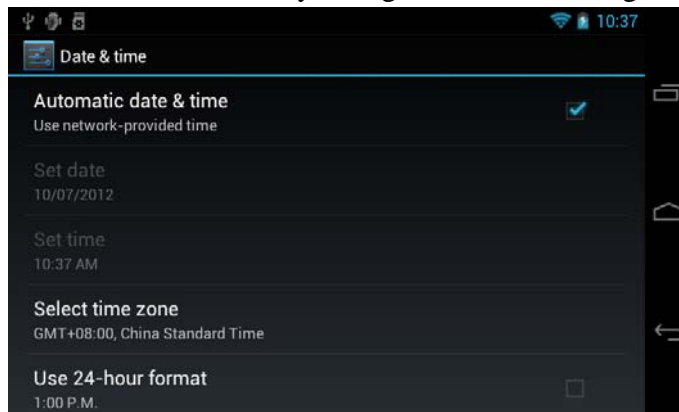 10:37
Date & time
Automatic date & time
Use network-provided time
Set date
10/07/2012
Set time
10:37 AM
Select time zone
GMT+08:00, China Standard Time
Use 24-hour format
1:00 P.M.